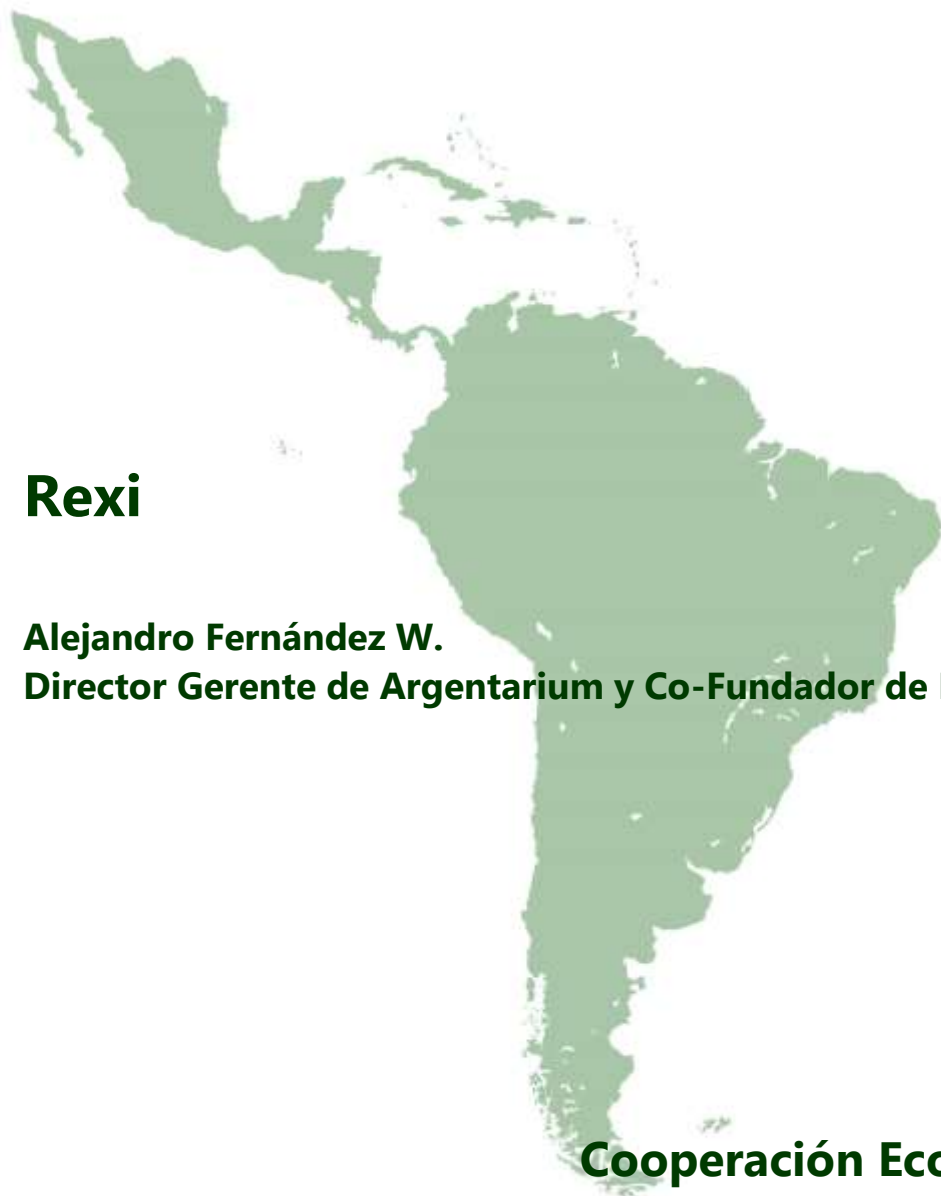 Rexi
Alejandro Fernández W.
Director Gerente de Argentarium y Co-Fundador de
Cooperación